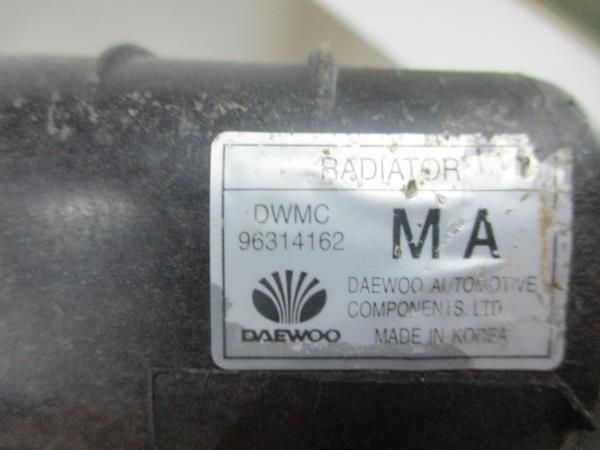 RADIATOR
DWMC
96314162
MA
DAEWOO AUTOMOTIVE
COMPONENTS. LTD.
MADE IN KOREA
DAEWOO